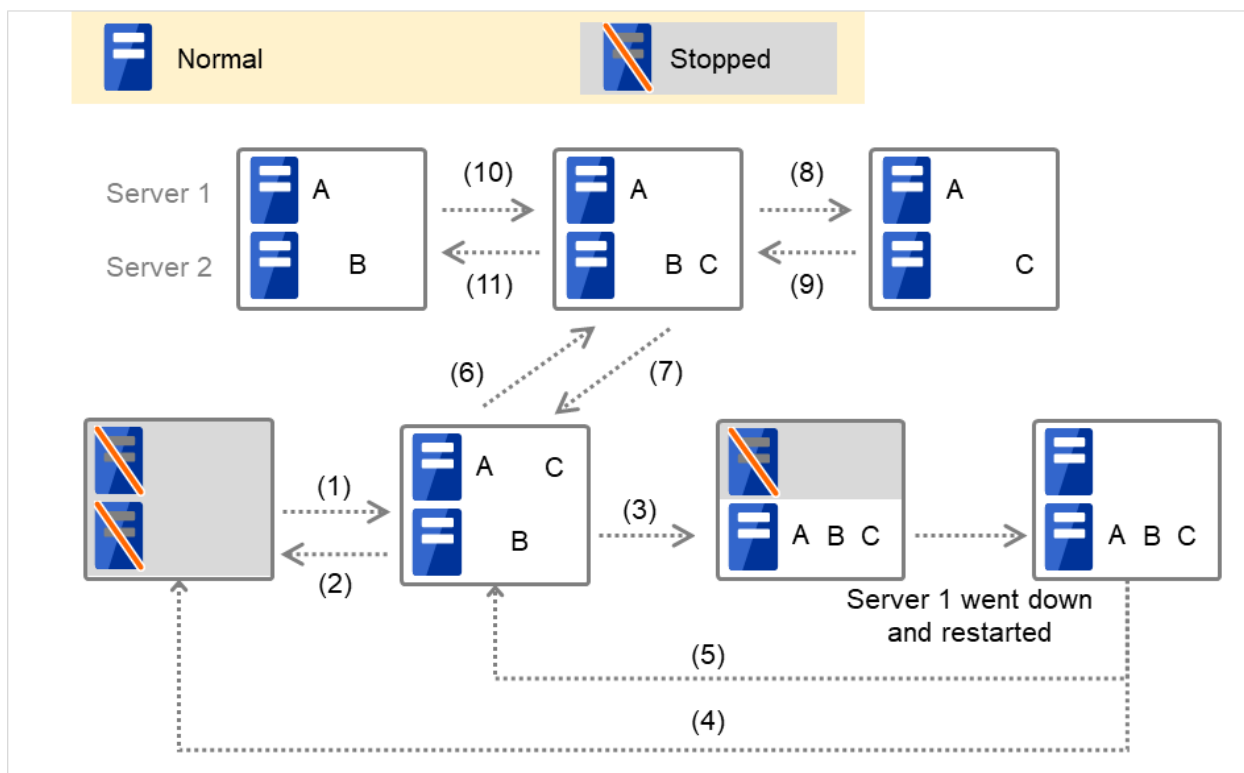 Normal
Stopped
Server 1
Server 2
A
B
(10)
(11)
A
B C
(8)
(9)
A
C
(6)
(7)
(1)
(2)
A C
B
(3)
A B C
A B C
Server 1 went down
and restarted
(5)
(4)